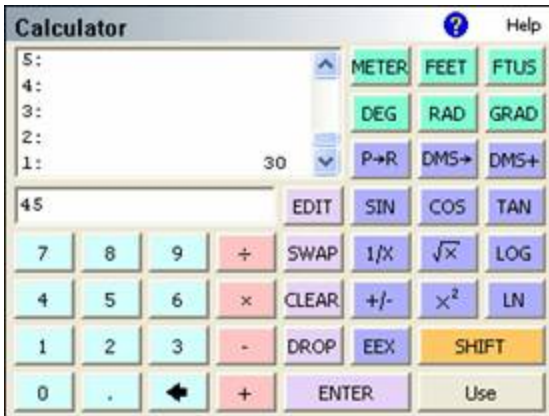 Calculator ? Help
5:
4:
3:
2:
1: 30
METER FEET FTUS
DEG RAD GRAD
P→R DMS→ DMS+
45 EDIT SIN COS TAN
7 8 9 ÷ SWAP 1/X √x LOG
4 5 6 × CLEAR +/- x² LN
1 2 3 - DROP EEX SHIFT
0 . 🡄 + ENTER Use